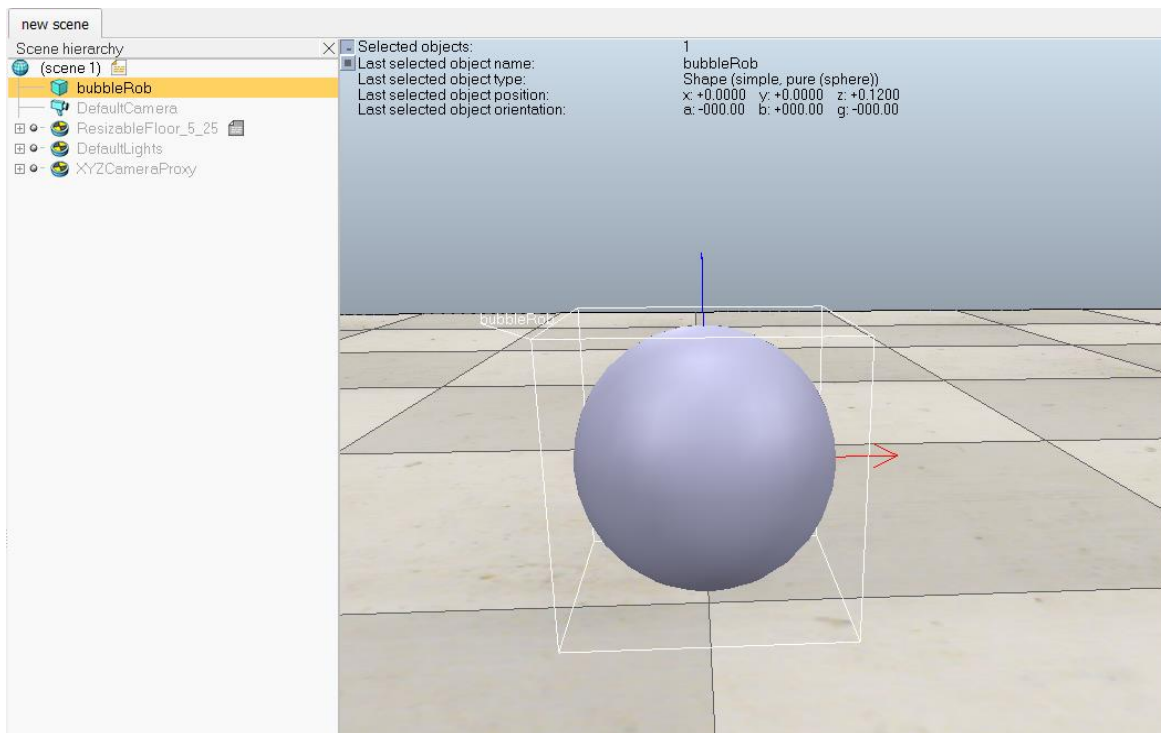 new scene
Scene hierarchy
(scene 1)
bubbleRob
DefaultCamera
ResizableFloor_5_25
DefaultLights
XYZCameraProxy
Selected objects: 1
Last selected object name: bubbleRob
Last selected object type: Shape (simple, pure (sphere))
Last selected object position: x: +0.0000 y: +0.0000 z: +0.1200
Last selected object orientation: a: -000.00 b: +000.00 g: -000.00
bubbleRob